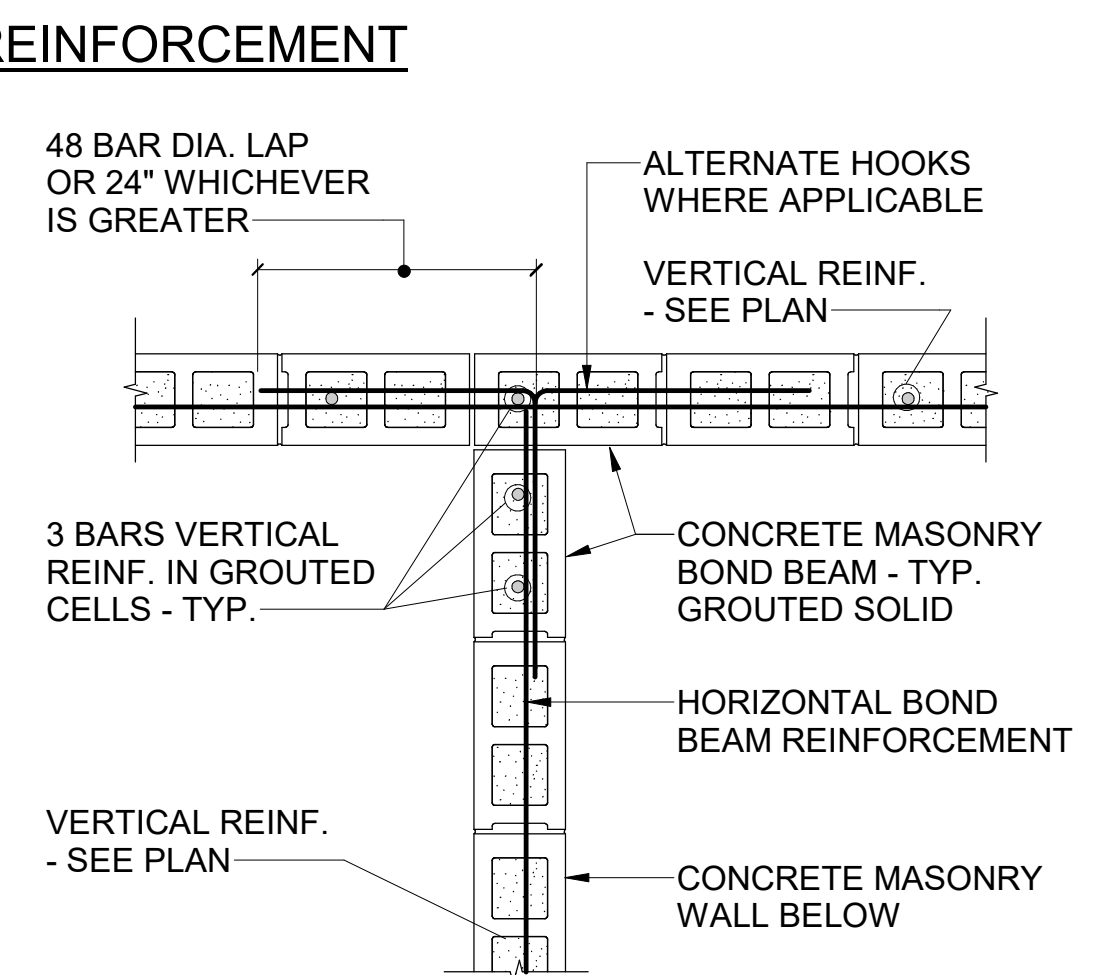 REINFORCEMENT
48 BAR DIA. LAP
OR 24" WHICHEVER
IS GREATER
ALTERNATE HOOKS
WHERE APPLICABLE
VERTICAL REINF.
- SEE PLAN
3 BARS VERTICAL
REINF. IN GROUTED
CELLS - TYP.
CONCRETE MASONRY
BOND BEAM - TYP.
GROUTED SOLID
HORIZONTAL BOND
BEAM REINFORCEMENT
VERTICAL REINF.
- SEE PLAN
CONCRETE MASONRY
WALL BELOW